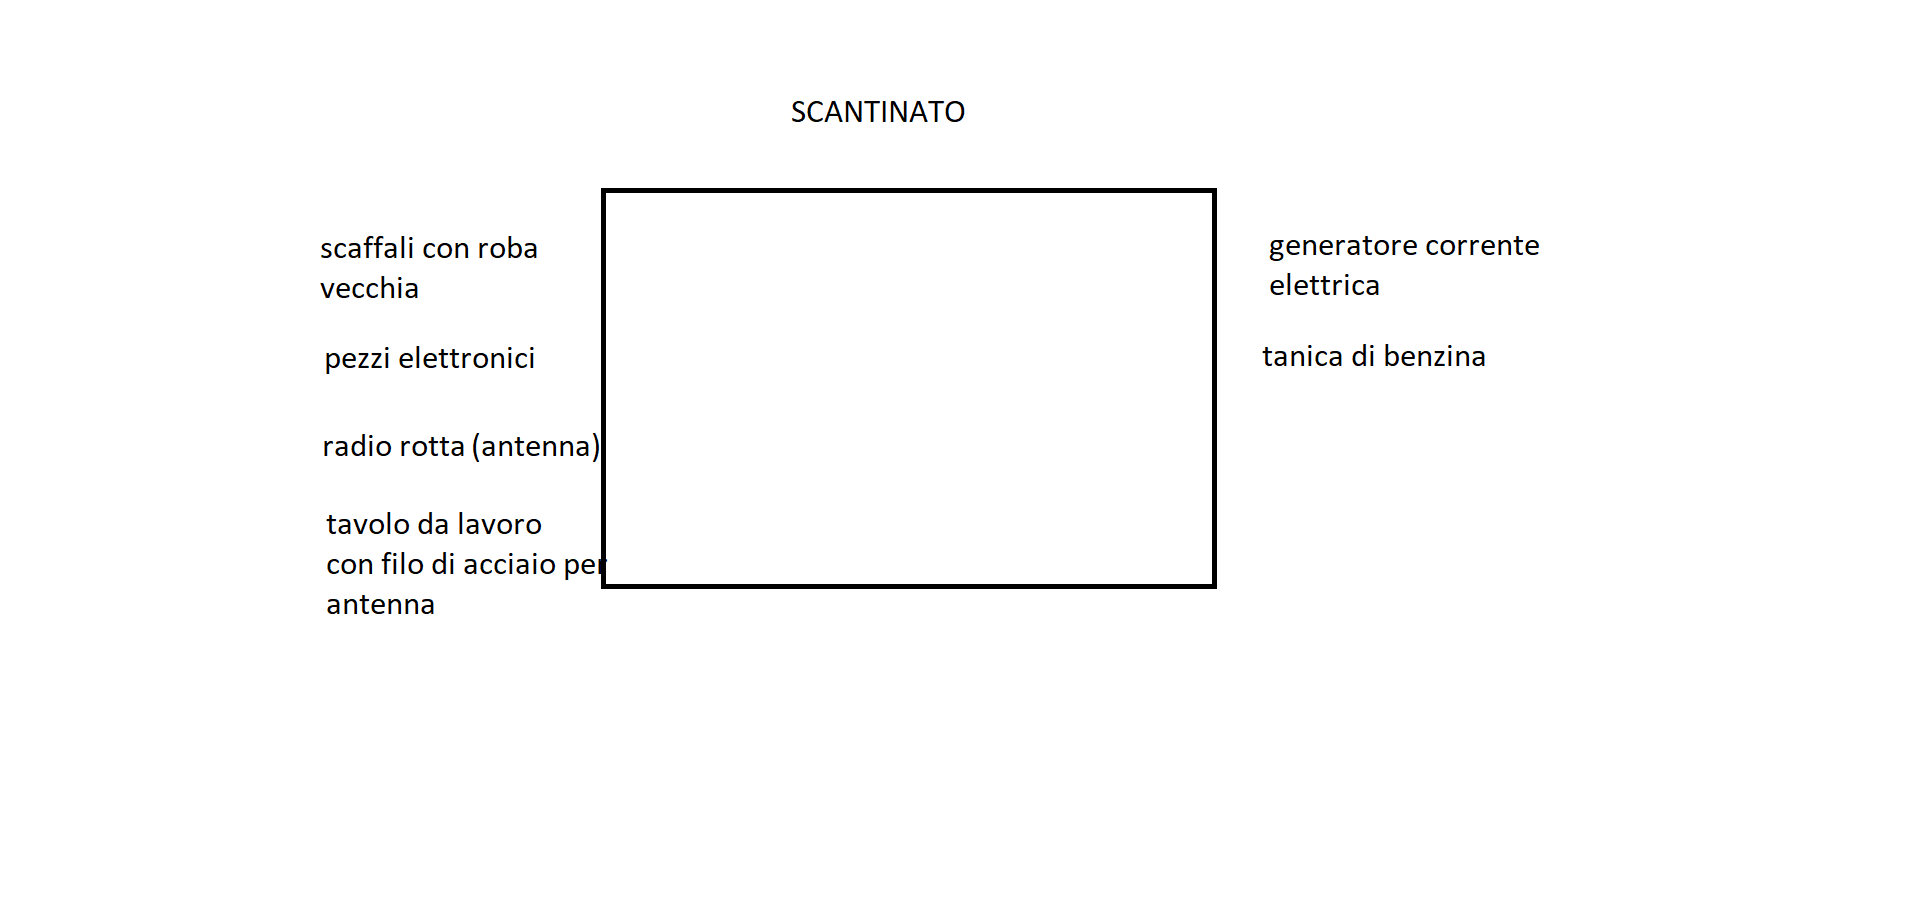 SCANTINATO
scaffali con roba
vecchia
pezzi elettronici
radio rotta (antenna)
tavolo da lavoro
con filo di acciaio per
antenna
generatore corrente
elettrica
tanica di benzina